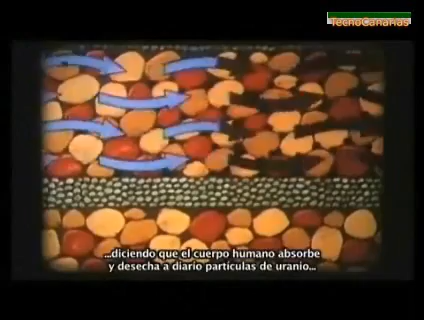 TecnoCanarias
...diciendo que el cuerpo humano absorbe
y desecha a diario partículas de uranio...